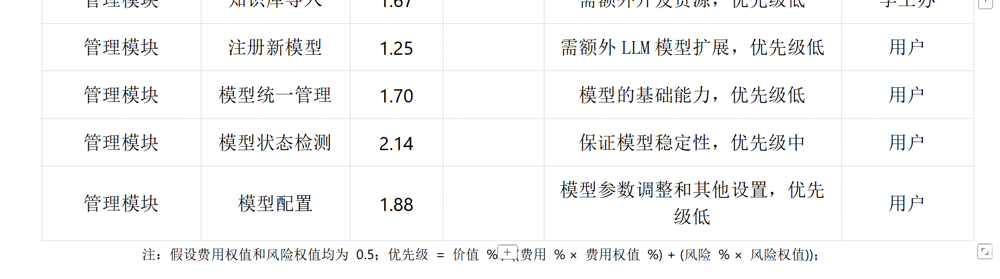 管理模块 知识库导入 1.67 需额外开发资源，优先级低 学工办
管理模块 注册新模型 1.25 需额外 LLM 模型扩展，优先级低 用户
管理模块 模型统一管理 1.70 模型的基础能力，优先级低 用户
管理模块 模型状态检测 2.14 保证模型稳定性，优先级中 用户
管理模块 模型配置 1.88 模型参数调整和其他设置，优先
级低 用户
注：假设费用权值和风险权值均为 0.5；优先级 = 价值 % / ((费用 % × 费用权值 %) + (风险 % × 风险权值))；